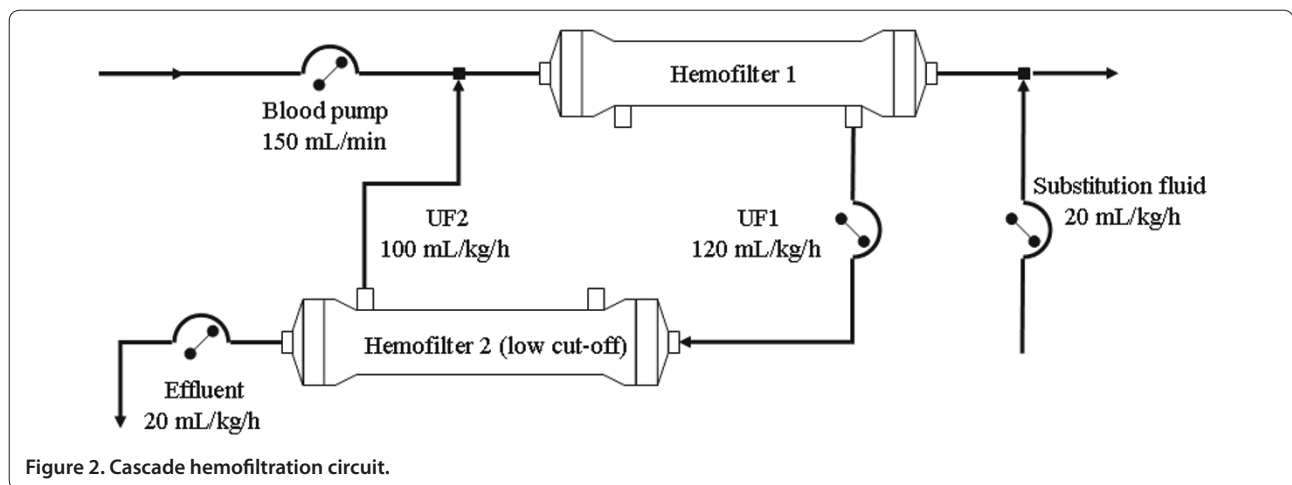 Hemofilter 1
Blood pump
150 mL/min
Substitution fluid
20 mL/kg/h
UF2
100 mL/kg/h
UF1
120 mL/kg/h
Hemofilter 2 (low cut-off)
Effluent
20 mL/kg/h
Figure 2. Cascade hemofiltration circuit.